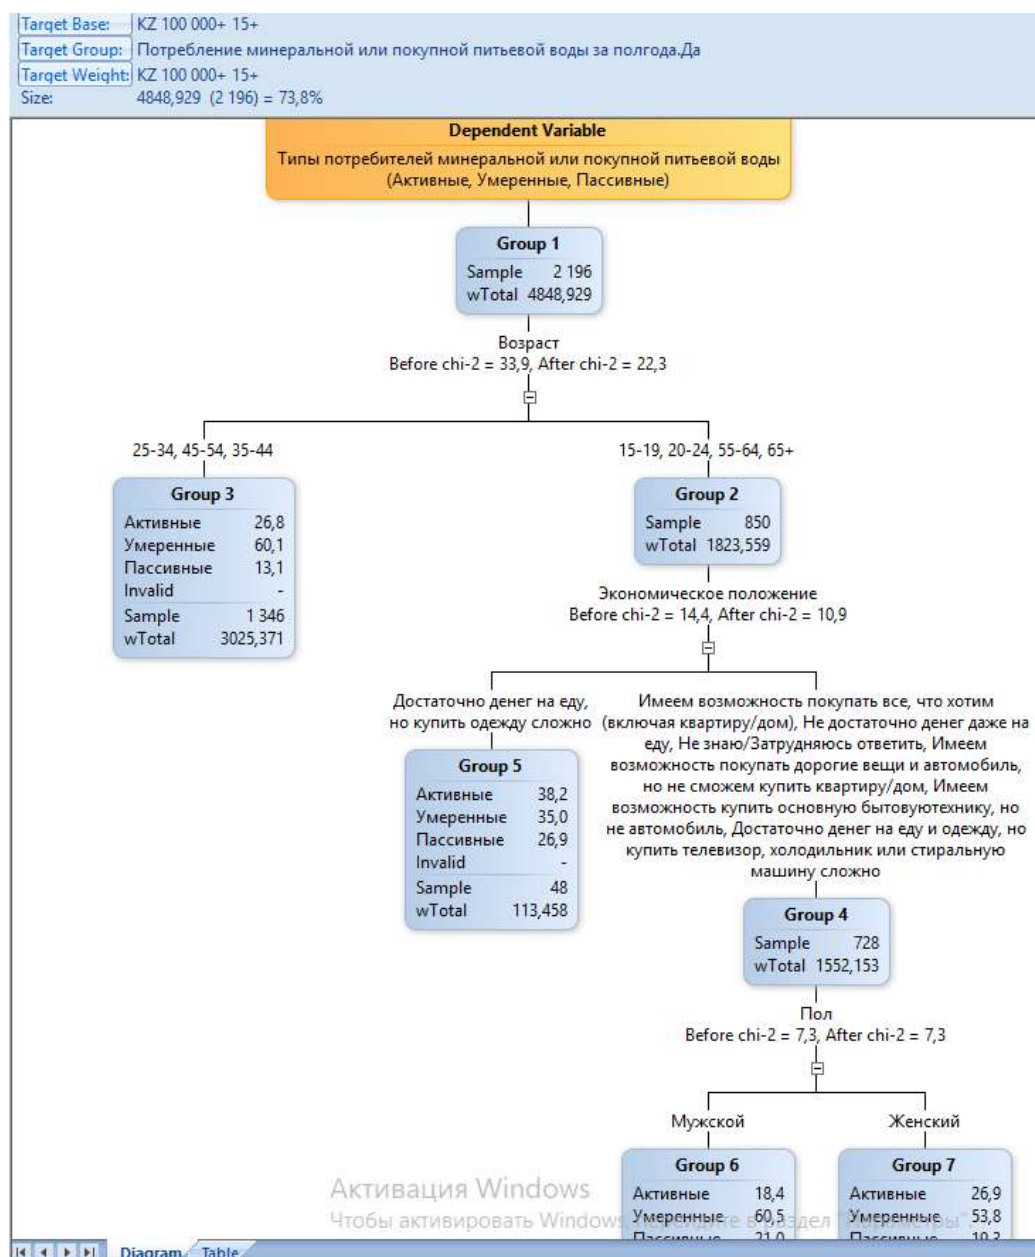 Target Base: KZ 100 000+ 15+
Target Group: Потребление минеральной или покупной питьевой воды за полгода.Да
Target Weight: KZ 100 000+ 15+
Size: 4848,929 (2 196) = 73,8%
Dependent Variable
Типы потребителей минеральной или покупной питьевой воды
(Активные, Умеренные, Пассивные)
Group 1
Sample 2 196
wTotal 4848,929
Возраст
Before chi-2 = 33,9, After chi-2 = 22,3
25-34, 45-54, 35-44
Group 3
Активные 26,8
Умеренные 60,1
Пассивные 13,1
Invalid -
Sample 1 346
wTotal 3025,371
15-19, 20-24, 55-64, 65+
Group 2
Sample 850
wTotal 1823,559
Экономическое положение
Before chi-2 = 14,4, After chi-2 = 10,9
Достаточно денег на еду,
но купить одежду сложно
Group 5
Активные 38,2
Умеренные 35,0
Пассивные 26,9
Invalid -
Sample 48
wTotal 113,458
Имеем возможность покупать все, что хотим
(включая квартиру/дом), Не достаточно денег даже на
еду, Не знаю/Затрудняюсь ответить, Имеем
возможность покупать дорогие вещи и автомобиль,
но не сможем купить квартиру/дом, Имеем
возможность купить основную бытовуютехнику, но
не автомобиль, Достаточно денег на еду и одежду, но
купить телевизор, холодильник или стиральную
машину сложно
Group 4
Sample 728
wTotal 1552,153
Пол
Before chi-2 = 7,3, After chi-2 = 7,3
Мужской
Group 6
Активные 18,4
Умеренные 60,5
Пассивные 21,0
Женский
Group 7
Активные 26,9
Умеренные 53,8
Пассивные 19,3
Активация Windows
Чтобы активировать Windows, перейдите в раздел "Параметры".
Diagram Table